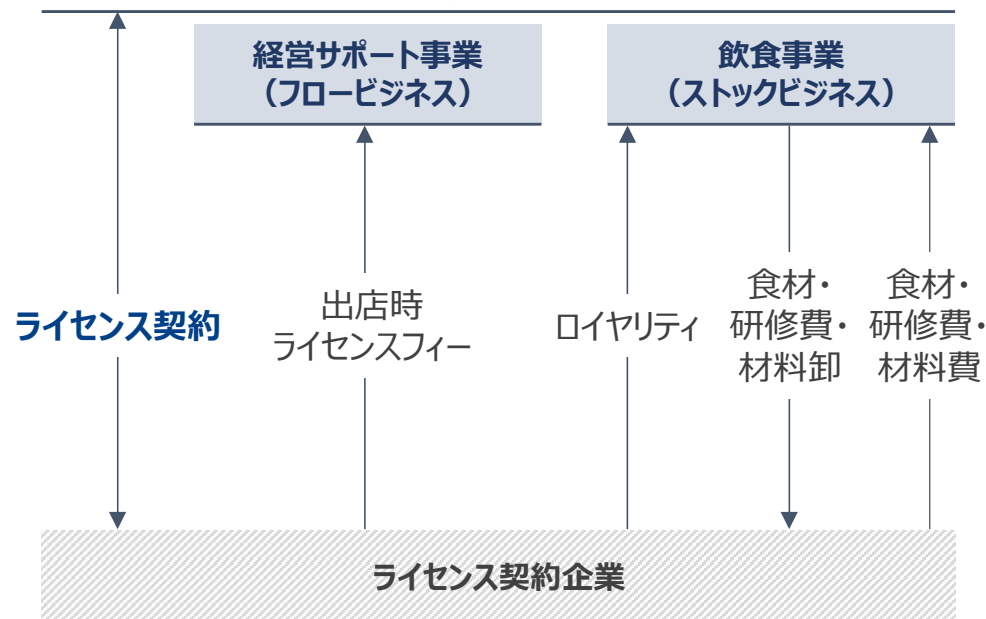 経営サポート事業
（フロービジネス）
飲食事業
（ストックビジネス）
ライセンス契約
出店時
ライセンスフィー
ロイヤリティ
食材・
研修費・
材料卸
食材・
研修費・
材料費
ライセンス契約企業